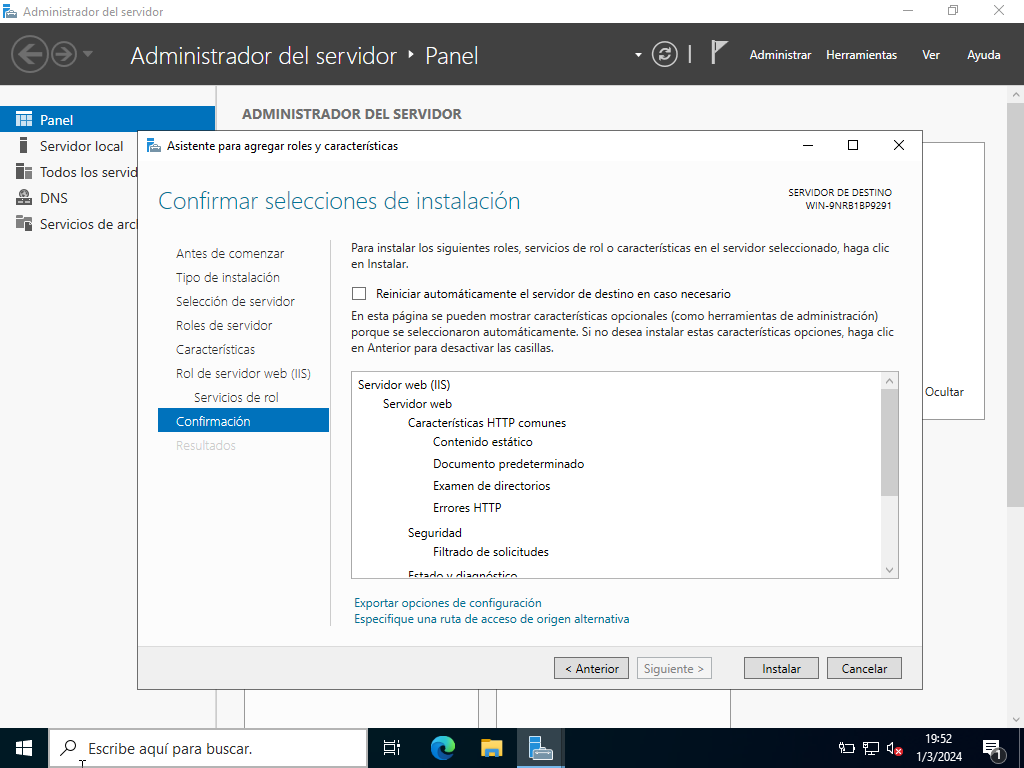 Administrador del servidor
Administrador del servidor
Panel
Administrar
Herramientas
Ver
Ayuda
Panel
Servidor local
Todos los servid
DNS
Servicios de arc
ADMINISTRADOR DEL SERVIDOR
Asistente para agregar roles y características
Confirmar selecciones de instalación
SERVIDOR DE DESTINO
WIN-9NRB1BP9291
Antes de comenzar
Tipo de instalación
Selección de servidor
Roles de servidor
Características
Rol de servidor web (IIS)
Servicios de rol
Confirmación
Resultados
Para instalar los siguientes roles, servicios de rol o características en el servidor seleccionado, haga clic
en Instalar.
Reiniciar automáticamente el servidor de destino en caso necesario
En esta página se pueden mostrar características opcionales (como herramientas de administración)
porque se seleccionaron automáticamente. Si no desea instalar estas características opciones, haga clic
en Anterior para desactivar las casillas.
Servidor web (IIS)
Servidor web
Características HTTP comunes
Contenido estático
Documento predeterminado
Examen de directorios
Errores HTTP
Seguridad
Filtrado de solicitudes
Estado y diagnóstico
Exportar opciones de configuración
Especifique una ruta de acceso de origen alternativa
Ocultar
< Anterior
Siguiente >
Instalar
Cancelar
Escribe aquí para buscar.
19:52
1/3/2024
1